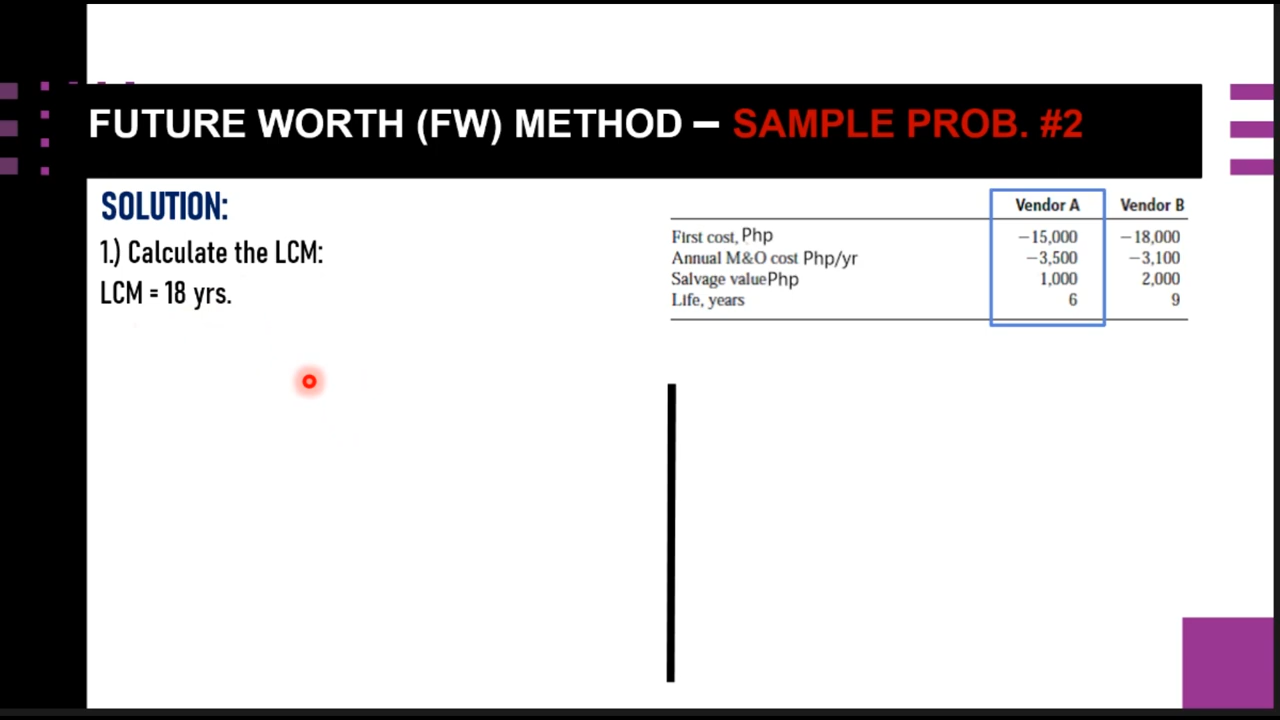 FUTURE WORTH (FW) METHOD – SAMPLE PROB. #2
SOLUTION:
1.) Calculate the LCM:
LCM = 18 yrs.
Vendor A Vendor B
First cost, Php −15,000 −18,000
Annual M&O cost Php/yr −3,500 −3,100
Salvage valuePhp 1,000 2,000
Life, years 6 9